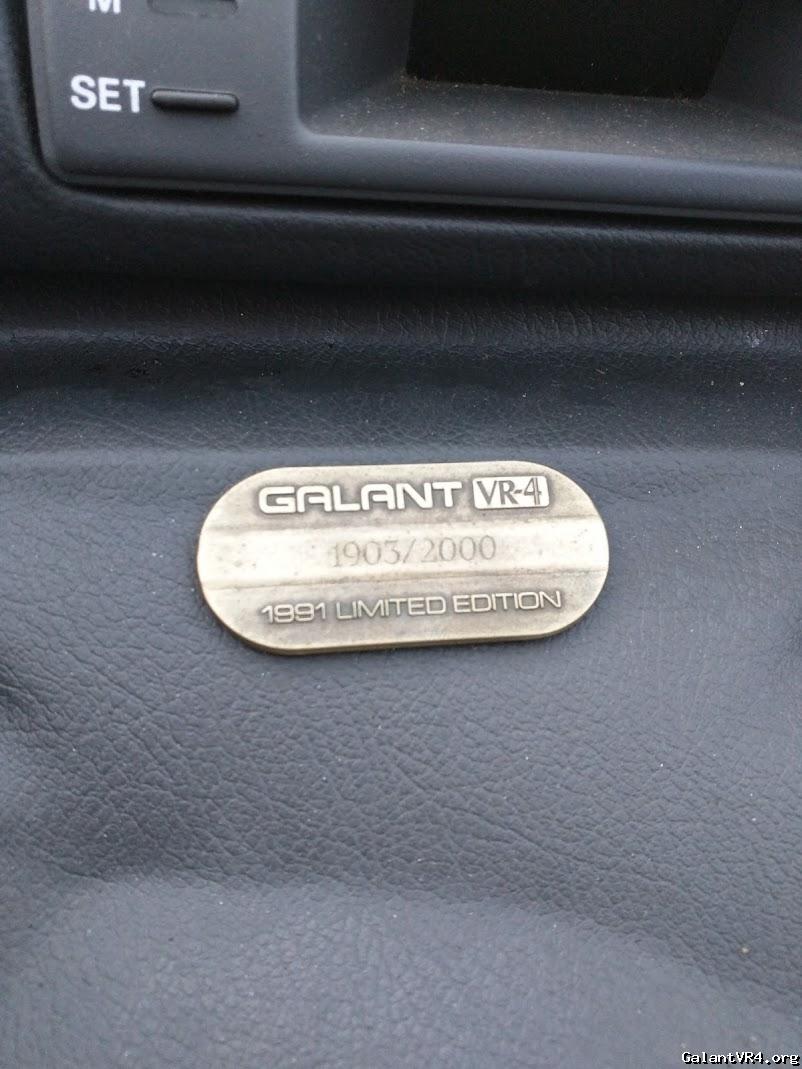 M
SET
GALANT VR-4
1903/2000
1991 LIMITED EDITION
GalantVR4.org